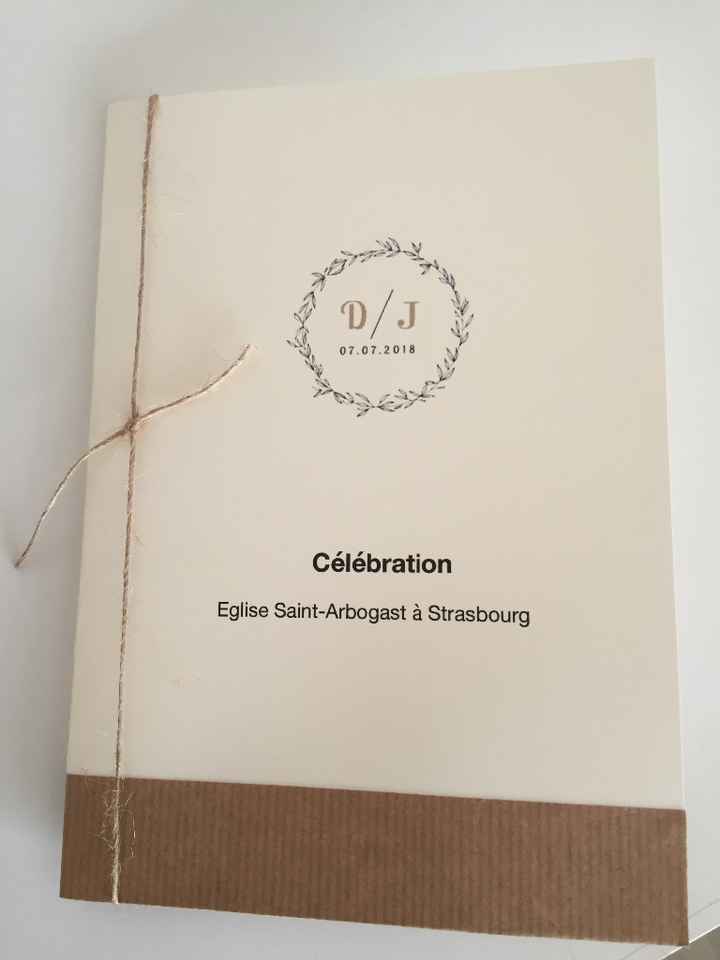 D/J
07.07.2018
Célébration
Eglise Saint-Arbogast à Strasbourg